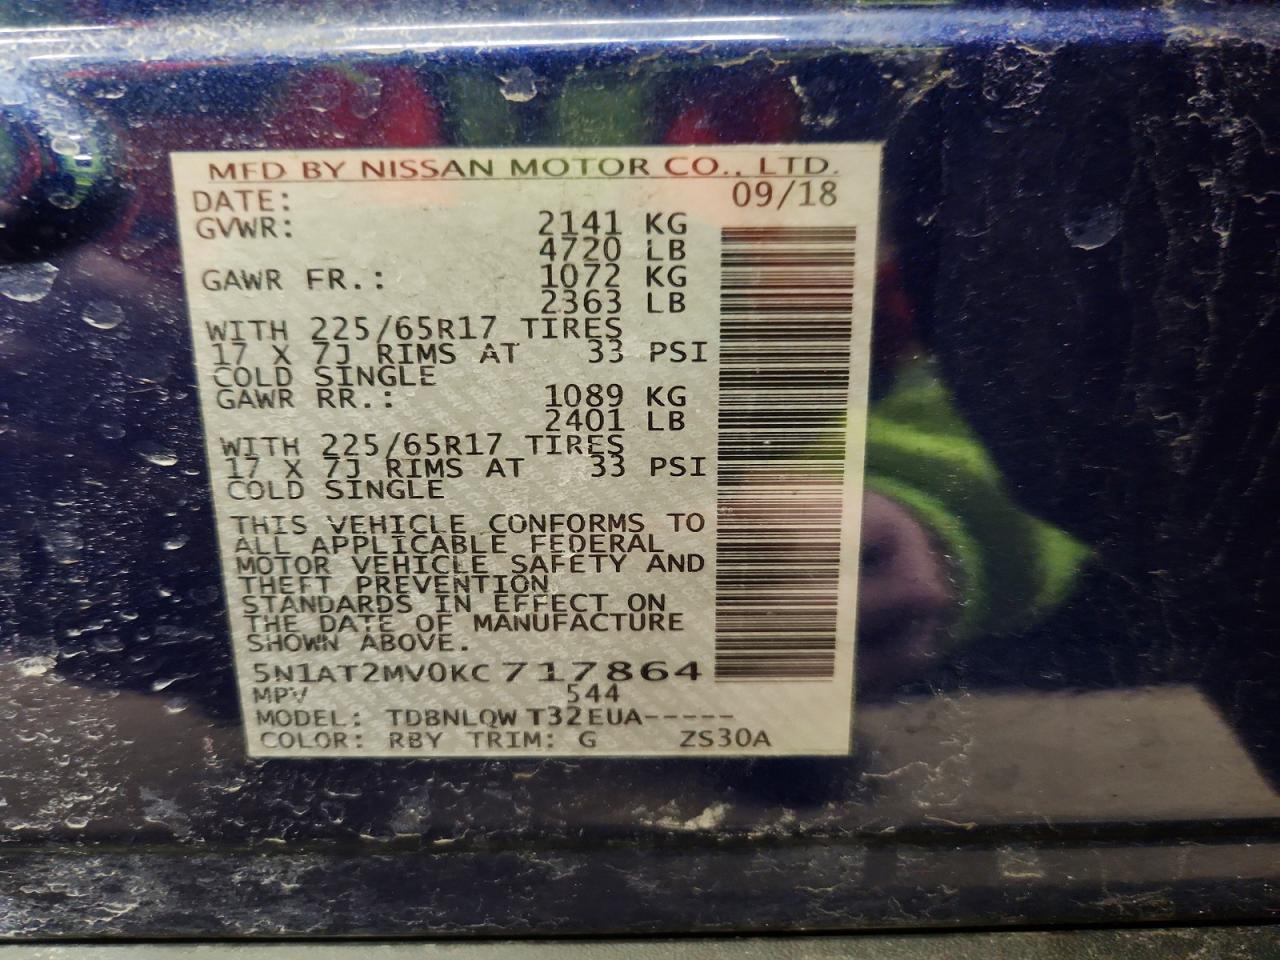 MFD BY NISSAN MOTOR CO., LTD.
DATE: 09/18
GVWR: 2141 KG
4720 LB
GAWR FR.: 1072 KG
2363 LB
WITH 225/65R17 TIRES
17 X 7J RIMS AT 33 PSI
COLD SINGLE
GAWR RR.: 1089 KG
2401 LB
WITH 225/65R17 TIRES
17 X 7J RIMS AT 33 PSI
COLD SINGLE
THIS VEHICLE CONFORMS TO
ALL APPLICABLE FEDERAL
MOTOR VEHICLE SAFETY AND
THEFT PREVENTION
STANDARDS IN EFFECT ON
THE DATE OF MANUFACTURE
SHOWN ABOVE.
5N1AT2MV0KC717864
MPV 544
MODEL: TDBNLQWT32EUA-----
COLOR: RBY TRIM: G ZS30A